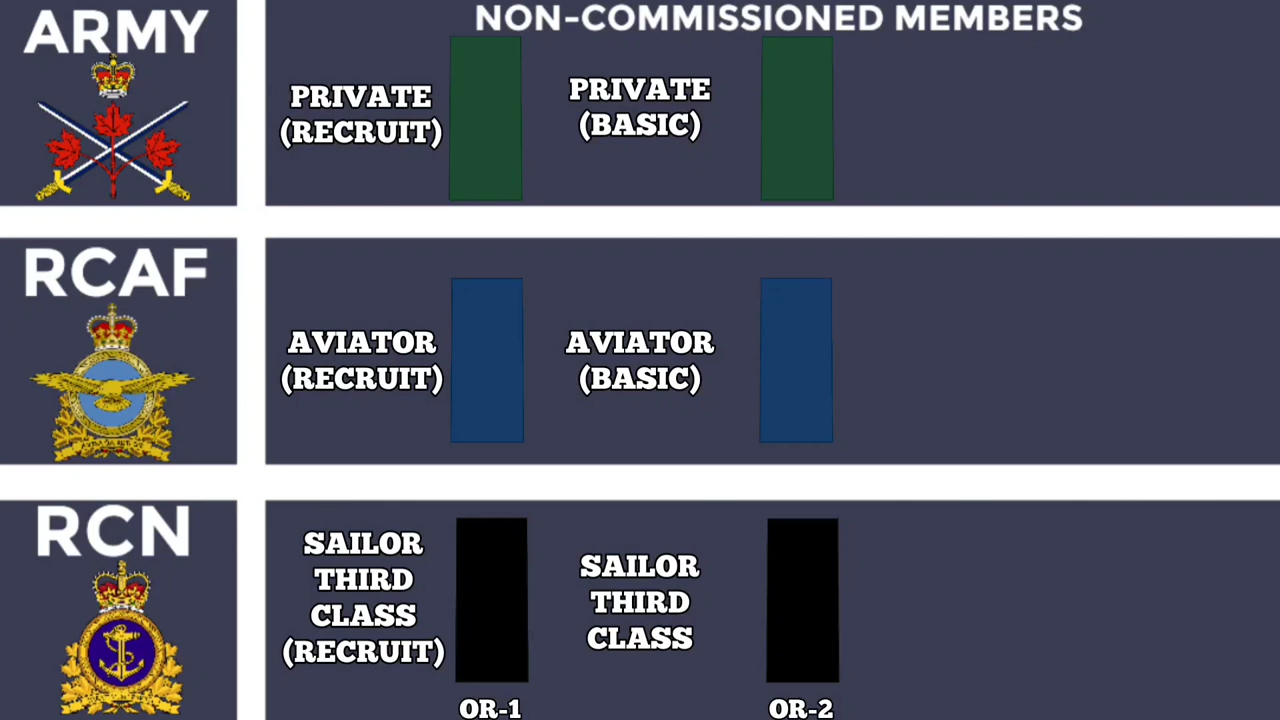 ARMY
NON-COMMISSIONED MEMBERS
PRIVATE
(RECRUIT)
PRIVATE
(BASIC)
RCAF
AVIATOR
(RECRUIT)
AVIATOR
(BASIC)
RCN
SAILOR
THIRD
CLASS
(RECRUIT)
SAILOR
THIRD
CLASS
OR-1
OR-2